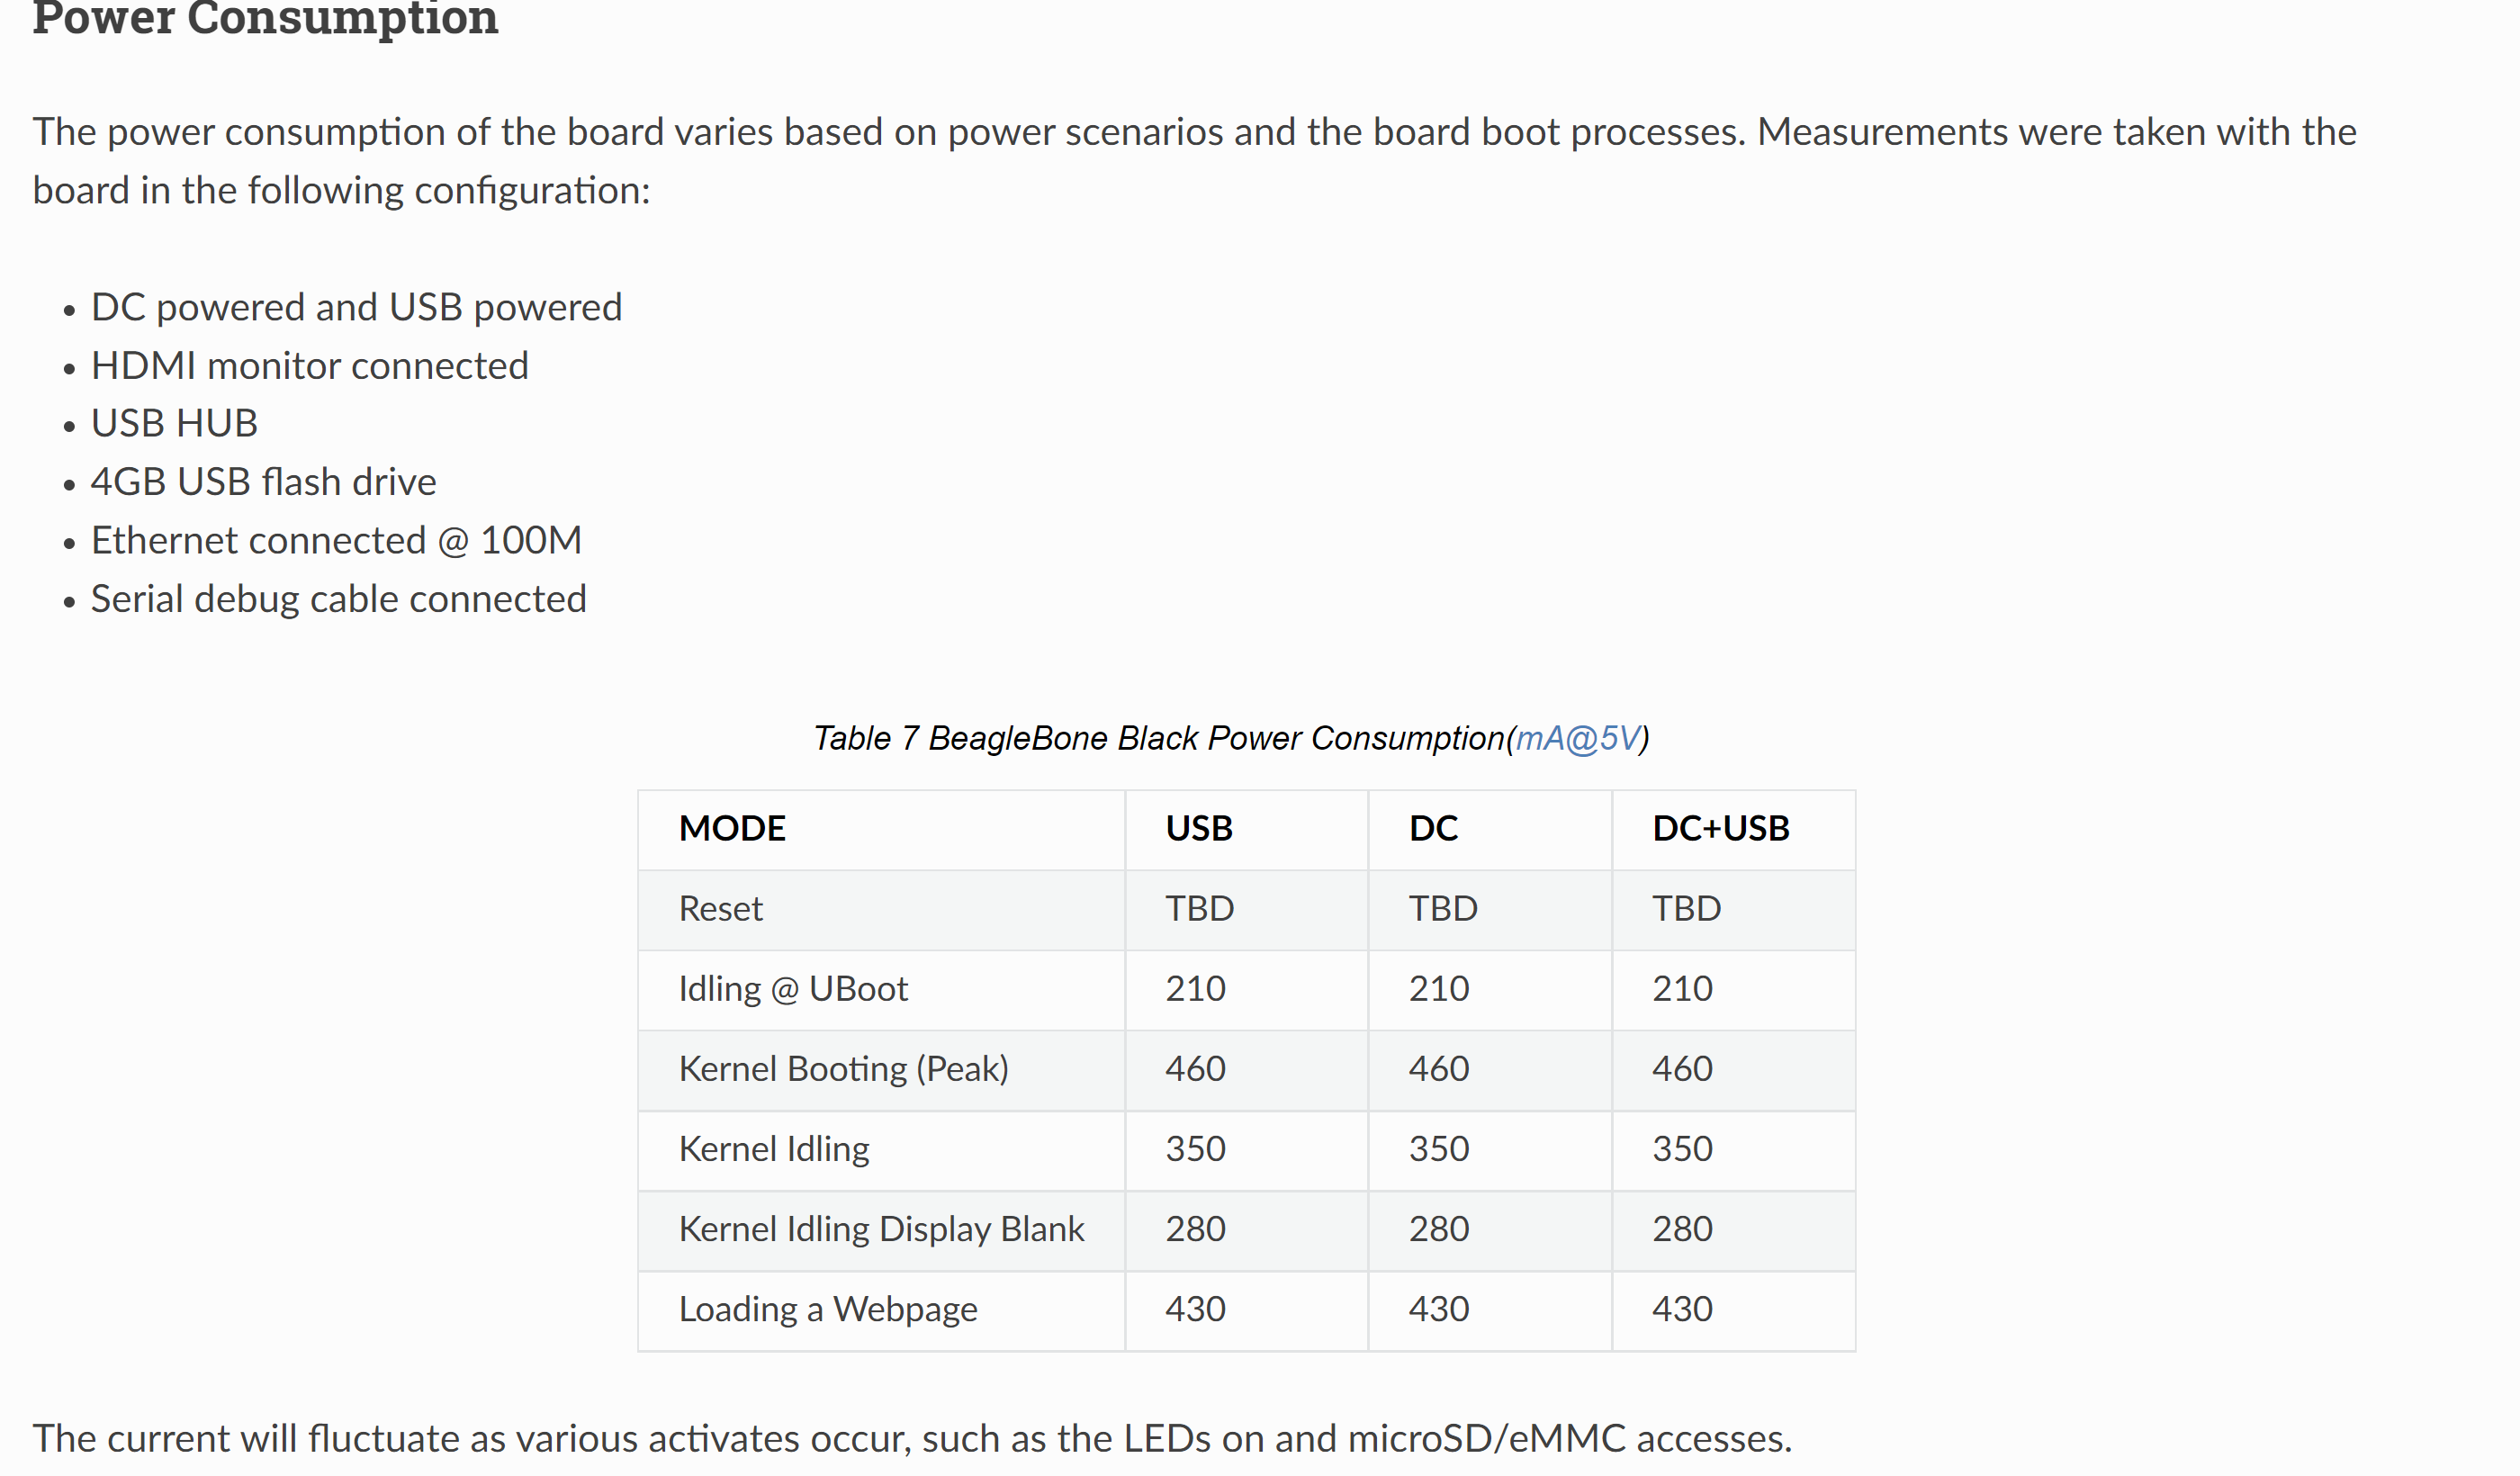 Power Consumption
The power consumption of the board varies based on power scenarios and the board boot processes. Measurements were taken with the
board in the following configuration:
• DC powered and USB powered
• HDMI monitor connected
• USB HUB
• 4GB USB flash drive
• Ethernet connected @ 100M
• Serial debug cable connected
Table 7 BeagleBone Black Power Consumption(mA@5V)
MODE USB DC DC+USB
Reset TBD TBD TBD
Idling @ UBoot 210 210 210
Kernel Booting (Peak) 460 460 460
Kernel Idling 350 350 350
Kernel Idling Display Blank 280 280 280
Loading a Webpage 430 430 430
The current will fluctuate as various activates occur, such as the LEDs on and microSD/eMMC accesses.